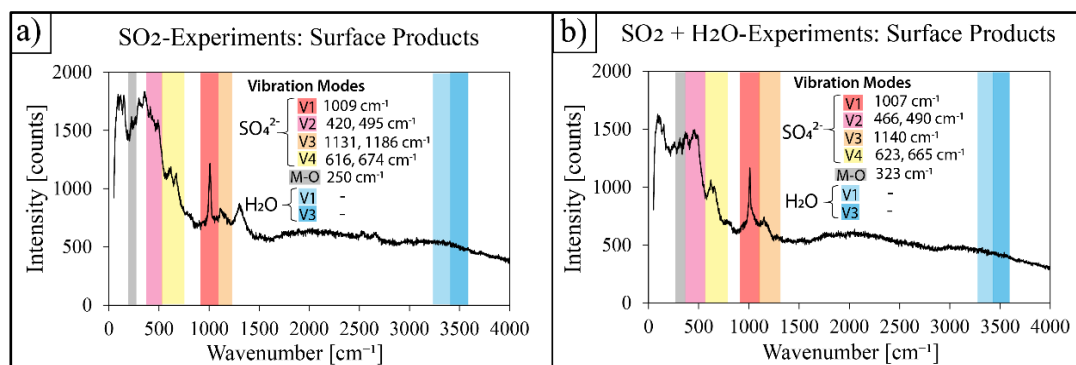 a) SO2-Experiments: Surface Products
2000
1500
1000
500
0
Intensity [counts]
Vibration Modes
SO₄²⁻
V1 1009 cm⁻¹
V2 420, 495 cm⁻¹
V3 1131, 1186 cm⁻¹
V4 616, 674 cm⁻¹
M-O 250 cm⁻¹
H₂O
V1 -
V3 -
0 500 1000 1500 2000 2500 3000 3500 4000
Wavenumber [cm⁻¹]
b) SO2 + H2O-Experiments: Surface Products
2000
1500
1000
500
0
Intensity [counts]
Vibration Modes
SO₄²⁻
V1 1007 cm⁻¹
V2 466, 490 cm⁻¹
V3 1140 cm⁻¹
V4 623, 665 cm⁻¹
M-O 323 cm⁻¹
H₂O
V1 -
V3 -
0 500 1000 1500 2000 2500 3000 3500 4000
Wavenumber [cm⁻¹]